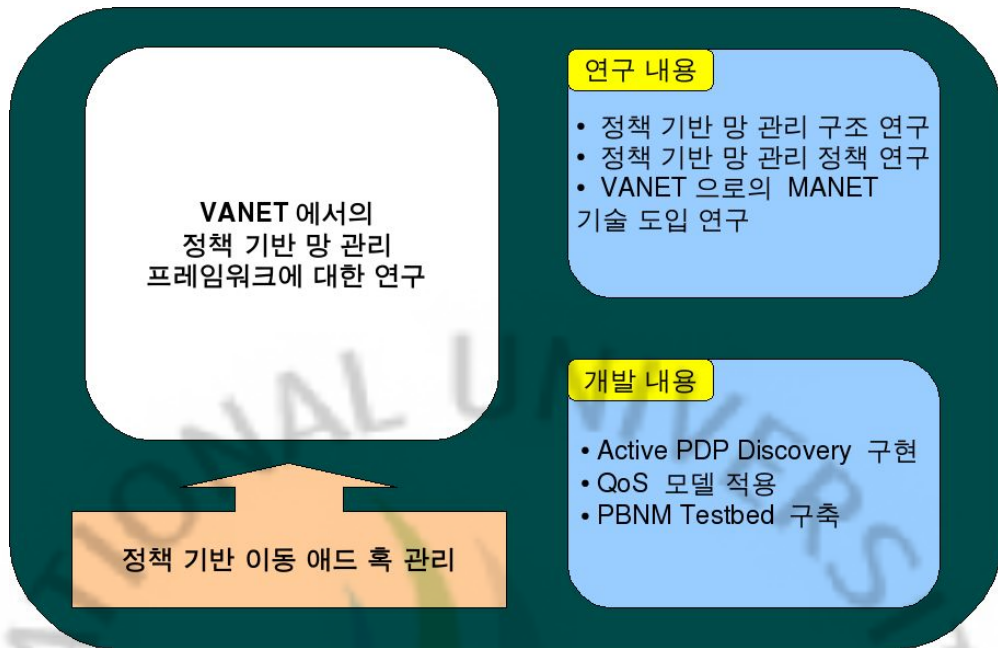 VANET 에서의
정책 기반 망 관리
프레임워크에 대한 연구
정책 기반 이동 애드 혹 관리
연구 내용
• 정책 기반 망 관리 구조 연구
• 정책 기반 망 관리 정책 연구
• VANET 으로의 MANET
기술 도입 연구
개발 내용
• Active PDP Discovery 구현
• QoS 모델 적용
• PBNM Testbed 구축